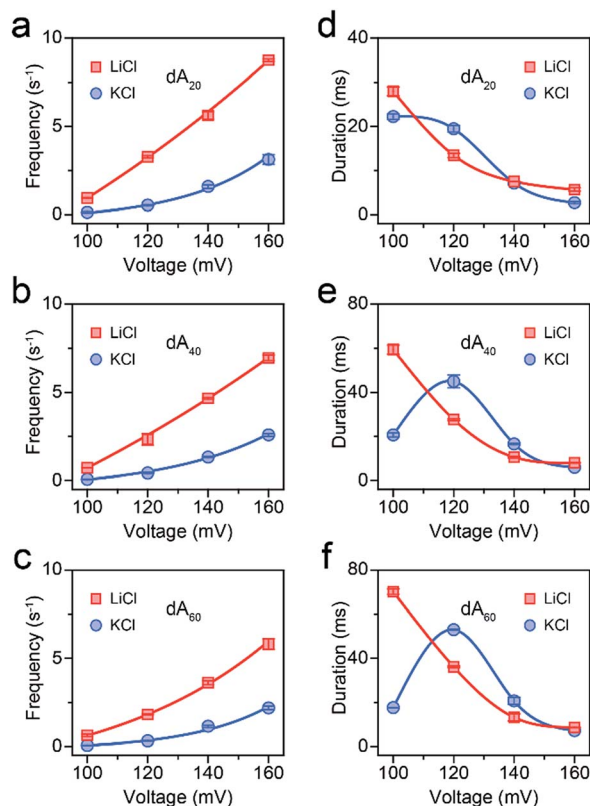 a
LiCl
KCl
dA20
Frequency (s⁻¹)
10
5
0
100 120 140 160
Voltage (mV)
d
dA20
LiCl
KCl
Duration (ms)
40
20
0
100 120 140 160
Voltage (mV)
b
LiCl
KCl
dA40
Frequency (s⁻¹)
10
5
0
100 120 140 160
Voltage (mV)
e
dA40
LiCl
KCl
Duration (ms)
80
40
0
100 120 140 160
Voltage (mV)
c
LiCl
KCl
dA60
Frequency (s⁻¹)
10
5
0
100 120 140 160
Voltage (mV)
f
dA60
LiCl
KCl
Duration (ms)
80
40
0
100 120 140 160
Voltage (mV)